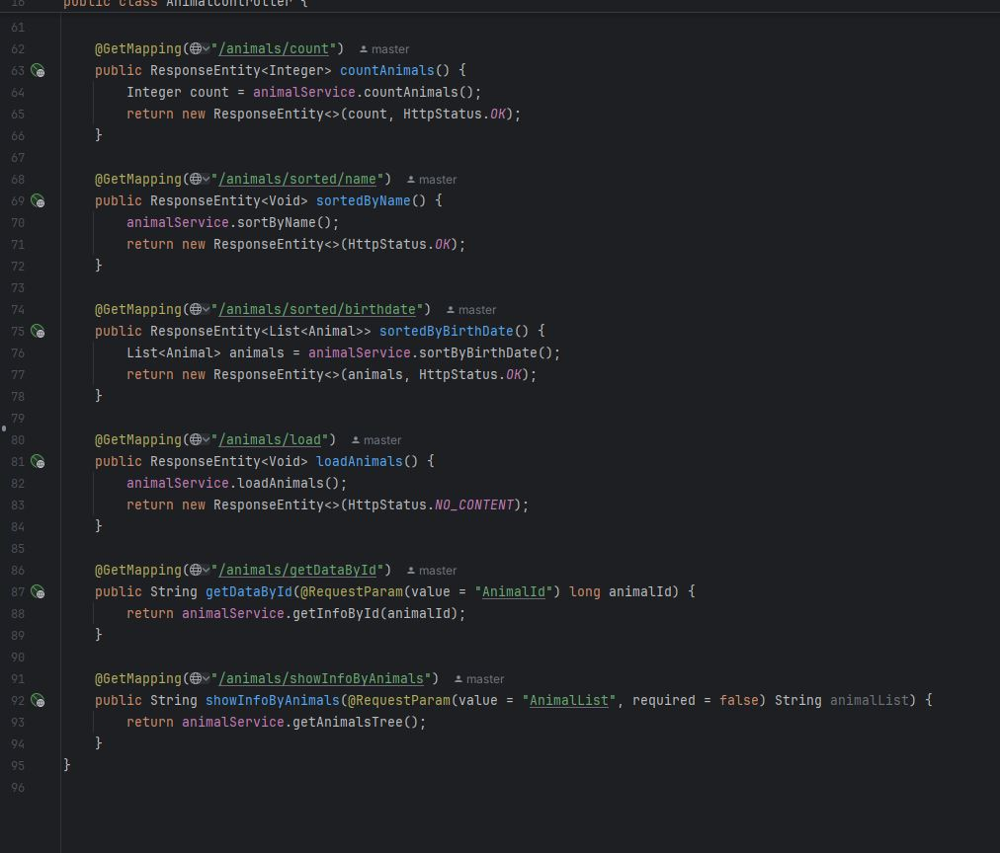 18 public class AnimalController {
61
62 @GetMapping("/animals/count") master
63 public ResponseEntity<Integer> countAnimals() {
64 Integer count = animalService.countAnimals();
65 return new ResponseEntity<>(count, HttpStatus.OK);
66 }
67
68 @GetMapping("/animals/sorted/name") master
69 public ResponseEntity<Void> sortedByName() {
70 animalService.sortByName();
71 return new ResponseEntity<>(HttpStatus.OK);
72 }
73
74 @GetMapping("/animals/sorted/birthdate") master
75 public ResponseEntity<List<Animal>> sortedByBirthDate() {
76 List<Animal> animals = animalService.sortByBirthDate();
77 return new ResponseEntity<>(animals, HttpStatus.OK);
78 }
79
80 @GetMapping("/animals/load") master
81 public ResponseEntity<Void> loadAnimals() {
82 animalService.loadAnimals();
83 return new ResponseEntity<>(HttpStatus.NO_CONTENT);
84 }
85
86 @GetMapping("/animals/getDataById") master
87 public String getDataById(@RequestParam(value = "AnimalId") long animalId) {
88 return animalService.getInfoById(animalId);
89 }
90
91 @GetMapping("/animals/showInfoByAnimals") master
92 public String showInfoByAnimals(@RequestParam(value = "AnimalList", required = false) String animalList) {
93 return animalService.getAnimalsTree();
94 }
95 }
96